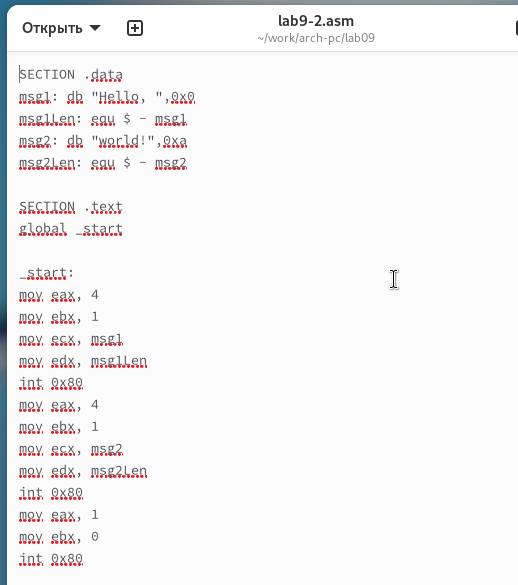 Открыть
lab9-2.asm
~/work/arch-pc/lab09
SECTION .data
msg1: db "Hello, ",0x0
msg1Len: equ $ - msg1
msg2: db "world!",0xa
msg2Len: equ $ - msg2
SECTION .text
global _start
_start:
mov eax, 4
mov ebx, 1
mov ecx, msg1
mov edx, msg1Len
int 0x80
mov eax, 4
mov ebx, 1
mov ecx, msg2
mov edx, msg2Len
int 0x80
mov eax, 1
mov ebx, 0
int 0x80